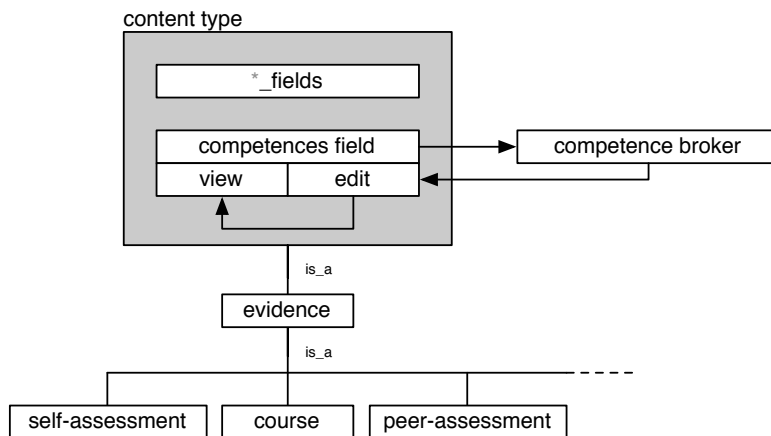 content type
*_fields
competences field
competence broker
view
edit
is_a
evidence
is_a
self-assessment
course
peer-assessment